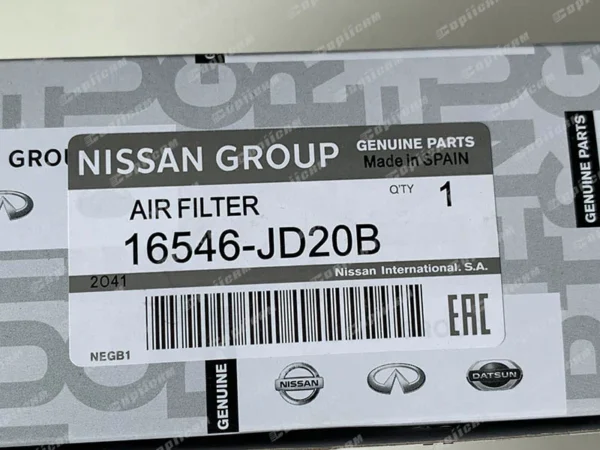 GROU
NISSAN GROUP
GENUINE PARTS
Made in SPAIN
AIR FILTER
Q'TY 1
16546-JD20B
2041
Nissan International. S.A.
EAC
NEGB1
GENUINE
NISSAN
DATSUN
GENUINE PARTS
Copiicam